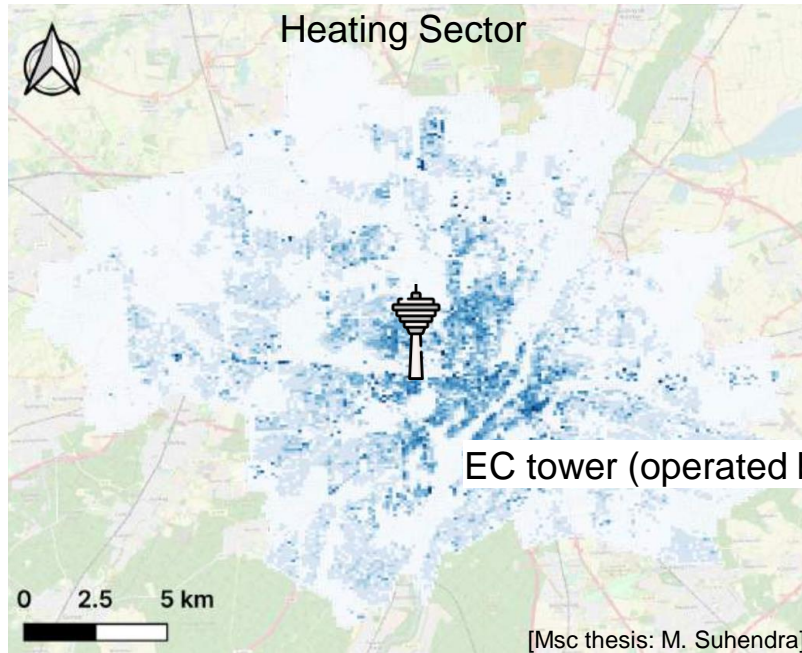 Heating Sector
EC tower (operated
0 2.5 5 km
[Msc thesis: M. Suhendra]